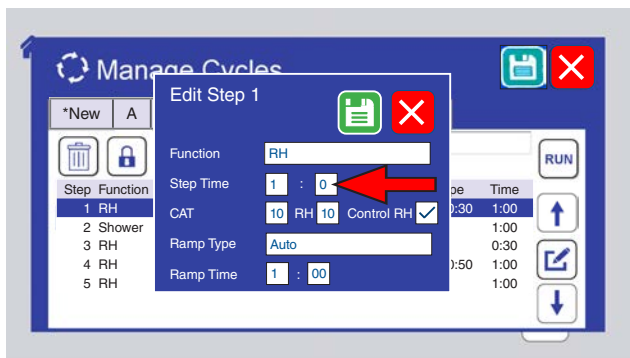 Manage Cycles
*New A
Edit Step 1
Function RH
RUN
Step Time 1 : 0
CAT 10 RH 10 Control RH
Ramp Type Auto
Ramp Time 1 : 00
Step Function Time
1 RH 0:30 1:00
2 Shower 1:00
3 RH 0:30
4 RH 0:50 1:00
5 RH 1:00